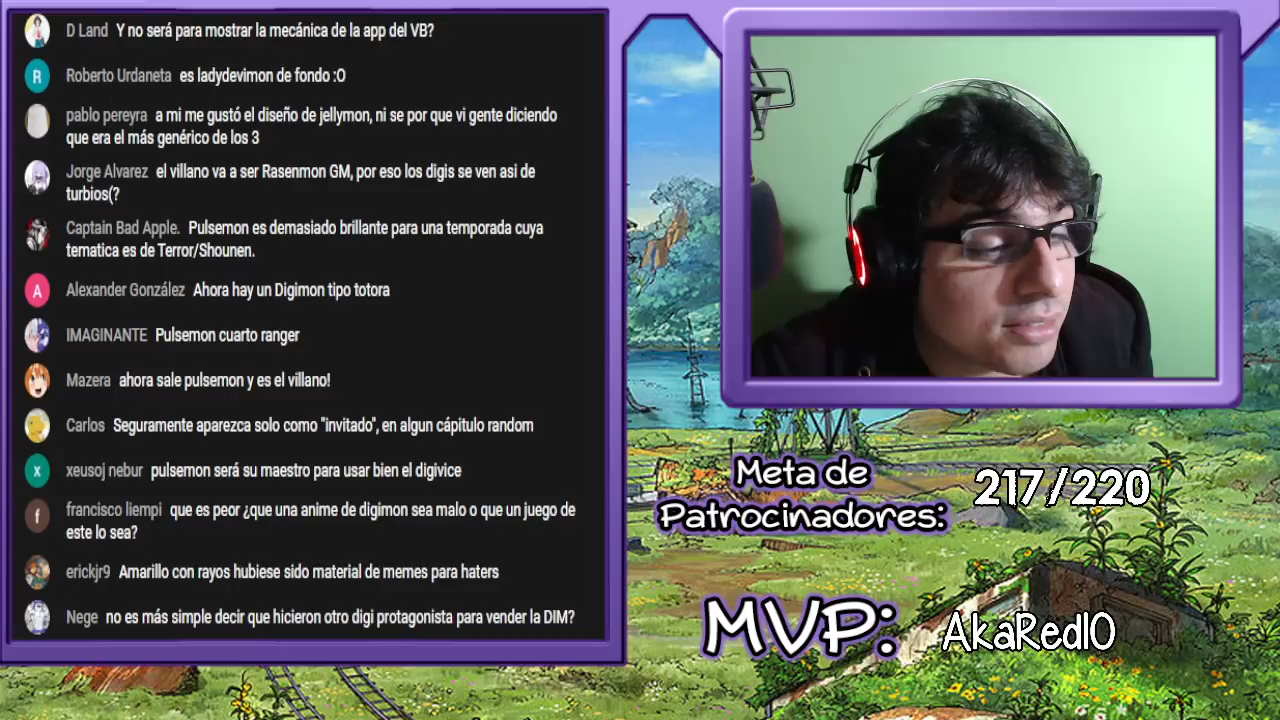 D Land Y no será para mostrar la mecánica de la app del VB?
R Roberto Urdaneta es ladydevimon de fondo :O
pablo pereyra a mi me gustó el diseño de jellymon, ni se por que vi gente diciendo
que era el más genérico de los 3
Jorge Alvarez el villano va a ser Rasenmon GM, por eso los digis se ven asi de
turbios(?
Captain Bad Apple. Pulsemon es demasiado brillante para una temporada cuya
tematica es de Terror/Shounen.
A Alexander González Ahora hay un Digimon tipo totora
IMAGINANTE Pulsemon cuarto ranger
Mazera ahora sale pulsemon y es el villano!
Carlos Seguramente aparezca solo como "invitado", en algun cápitulo random
x xeusoj nebur pulsemon será su maestro para usar bien el digivice
f francisco liempi que es peor ¿que una anime de digimon sea malo o que un juego de
este lo sea?
erickjr9 Amarillo con rayos hubiese sido material de memes para haters
Nege no es más simple decir que hicieron otro digi protagonista para vender la DIM?
Meta de
Patrocinadores: 217/220
MVP: AkaRed10